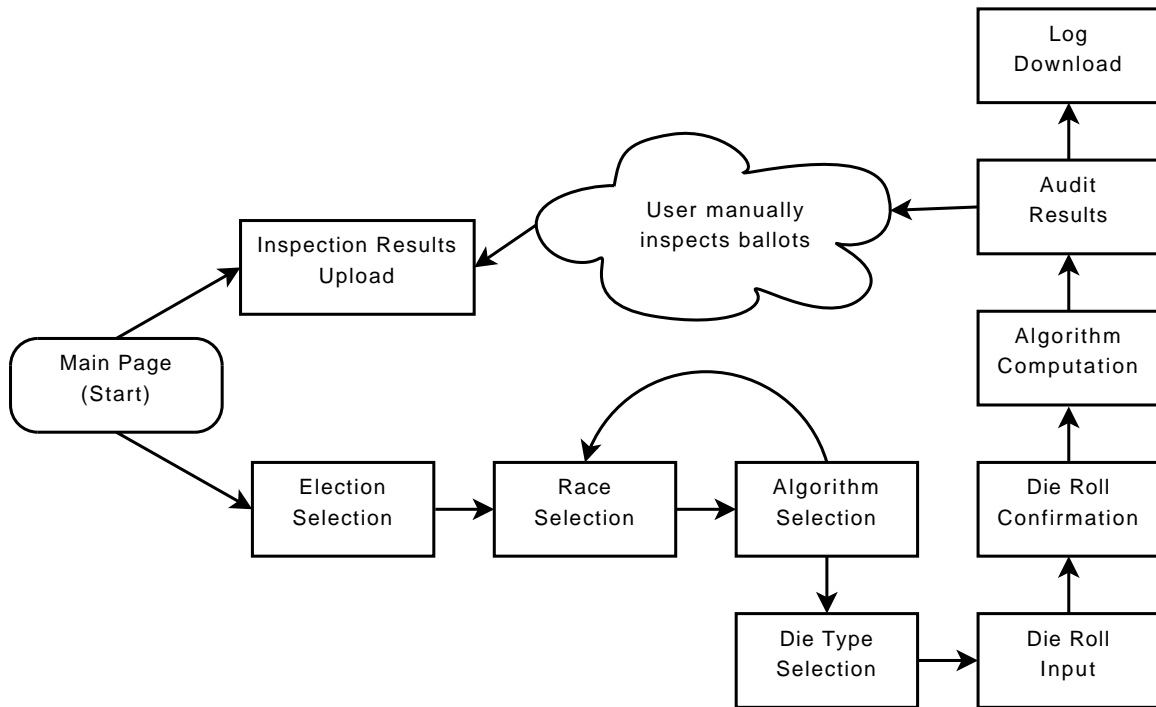 Log
Download
User manually
inspects ballots
Audit
Results
Inspection Results
Upload
Main Page
(Start)
Algorithm
Computation
Election
Selection
Race
Selection
Algorithm
Selection
Die Roll
Confirmation
Die Type
Selection
Die Roll
Input